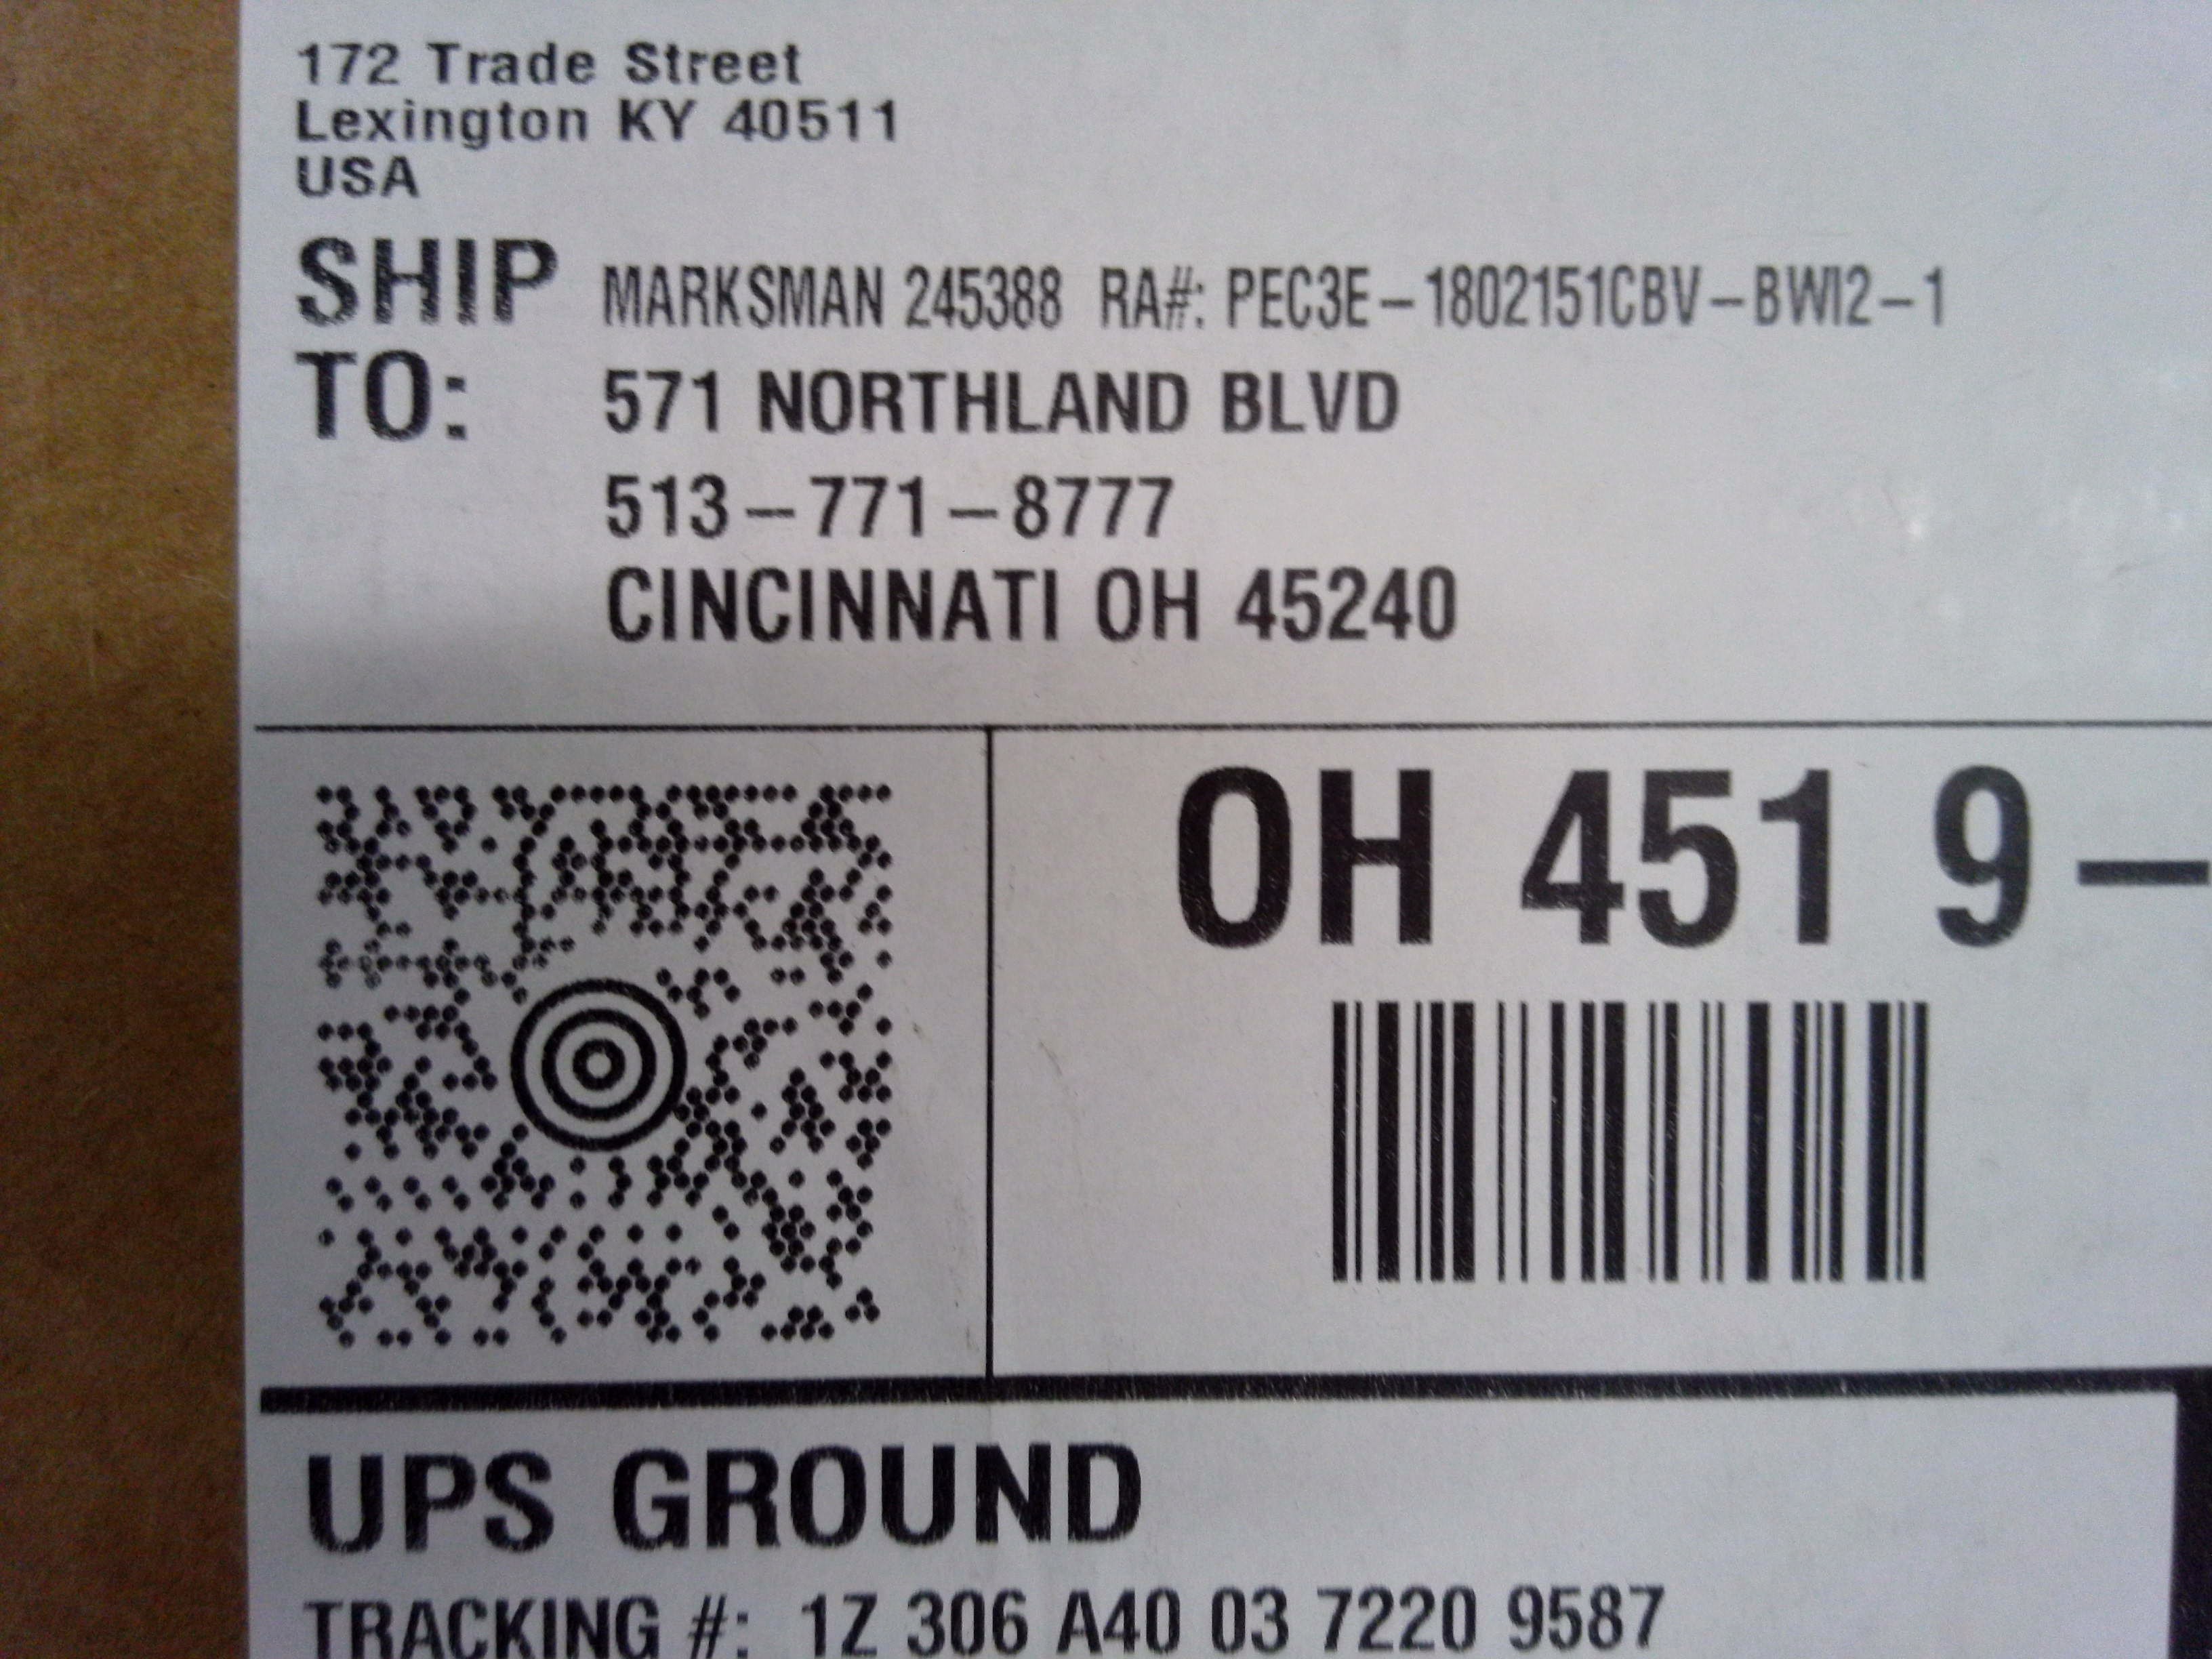 172 Trade Street
Lexington KY 40511
USA
SHIP TO: MARKSMAN 245388 RA#: PEC3E-1802151CBV-BWI2-1
571 NORTHLAND BLVD
513-771-8777
CINCINNATI OH 45240
OH 451 9-
UPS GROUND
TRACKING #: 1Z 306 A40 03 7220 9587